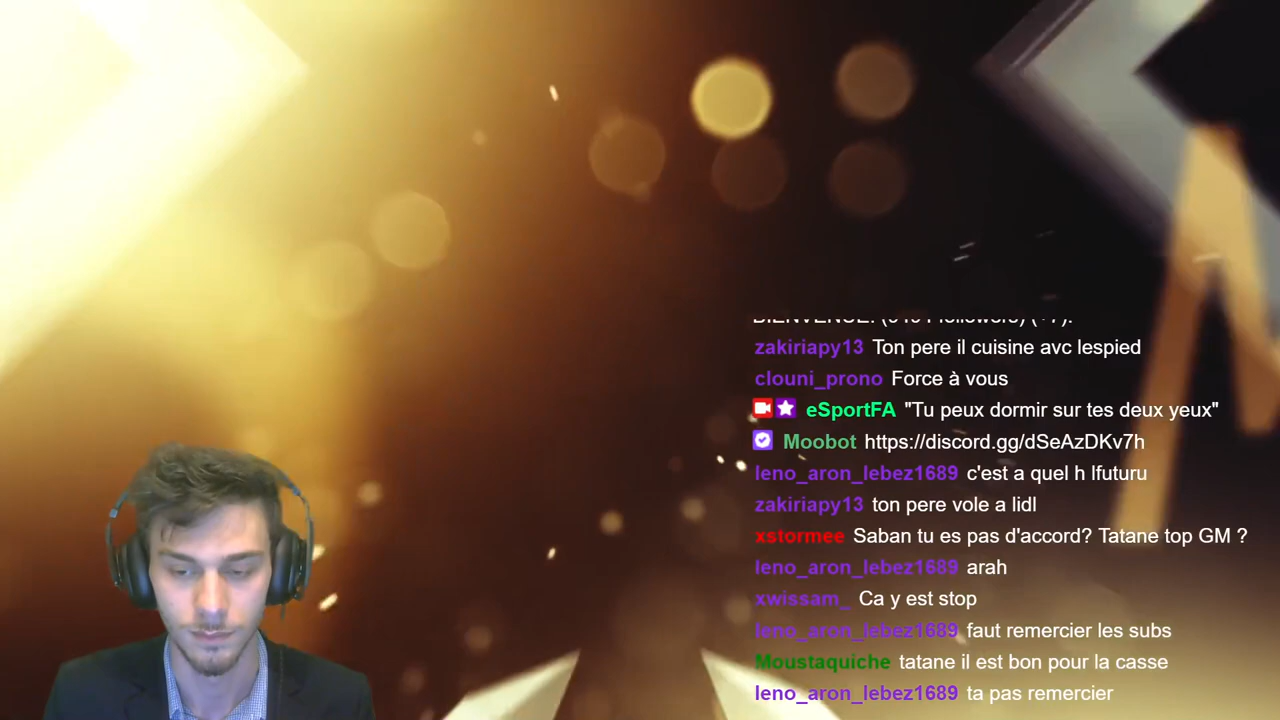 zakiriapy13 Ton pere il cuisine avc lespied
clouni_prono Force à vous
eSportFA "Tu peux dormir sur tes deux yeux"
Moobot https://discord.gg/dSeAzDKv7h
leno_aron_lebez1689 c'est a quel h lfuturu
zakiriapy13 ton pere vole a lidl
xstormee Saban tu es pas d'accord? Tatane top GM ?
leno_aron_lebez1689 arah
xwissam_ Ca y est stop
leno_aron_lebez1689 faut remercier les subs
Moustaquiche tatane il est bon pour la casse
leno_aron_lebez1689 ta pas remercier